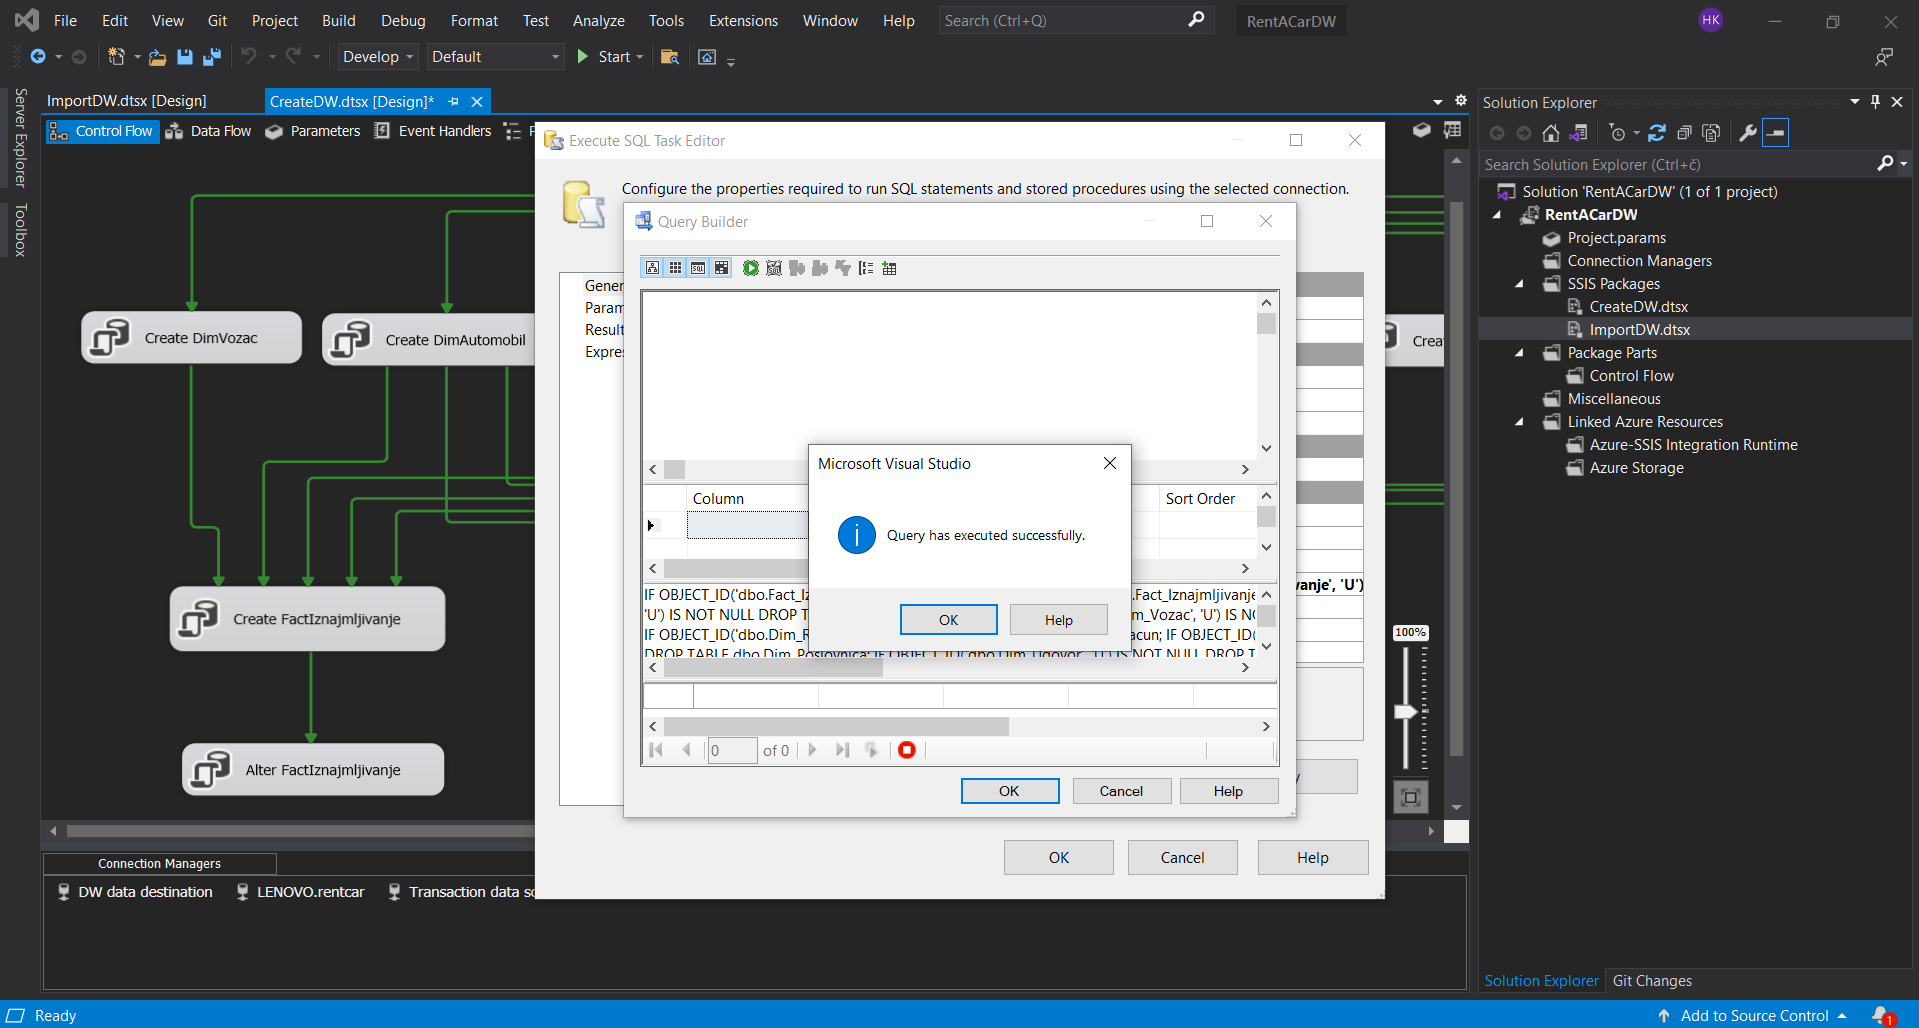 File Edit View Git Project Build Debug Format Test Analyze Tools Extensions Window Help Search (Ctrl+Q) RentACarDW HK
Develop Default Start
Server Explorer
Toolbox
ImportDW.dtsx [Design]
CreateDW.dtsx [Design]*
Control Flow Data Flow Parameters Event Handlers
Create DimVozac
Create DimAutomobil
Create FactIznajmljivanje
Alter FactIznajmljivanje
Execute SQL Task Editor
Configure the properties required to run SQL statements and stored procedures using the selected connection.
Query Builder
Column
Sort Order
Microsoft Visual Studio
Query has executed successfully.
OK Help
IF OBJECT_ID('dbo.Fact_Iz
.Fact_Iznajmljivanje
'U') IS NOT NULL DROP T
m_Vozac', 'U') IS NO
IF OBJECT_ID('dbo.Dim_R
acun; IF OBJECT_ID(
DROP TABLE dbo.Dim_Poslovnica; IF OBJECT_ID('dbo.Dim_Ugovor', 'U') IS NOT NULL DROP T
vanje', 'U')
0 of 0
OK Cancel Help
OK Cancel Help
100%
Connection Managers
DW data destination LENOVO.rentcar Transaction data
Solution Explorer
Search Solution Explorer (Ctrl+č)
Solution 'RentACarDW' (1 of 1 project)
RentACarDW
Project.params
Connection Managers
SSIS Packages
CreateDW.dtsx
ImportDW.dtsx
Package Parts
Control Flow
Miscellaneous
Linked Azure Resources
Azure-SSIS Integration Runtime
Azure Storage
Solution Explorer Git Changes
Ready
Add to Source Control 1